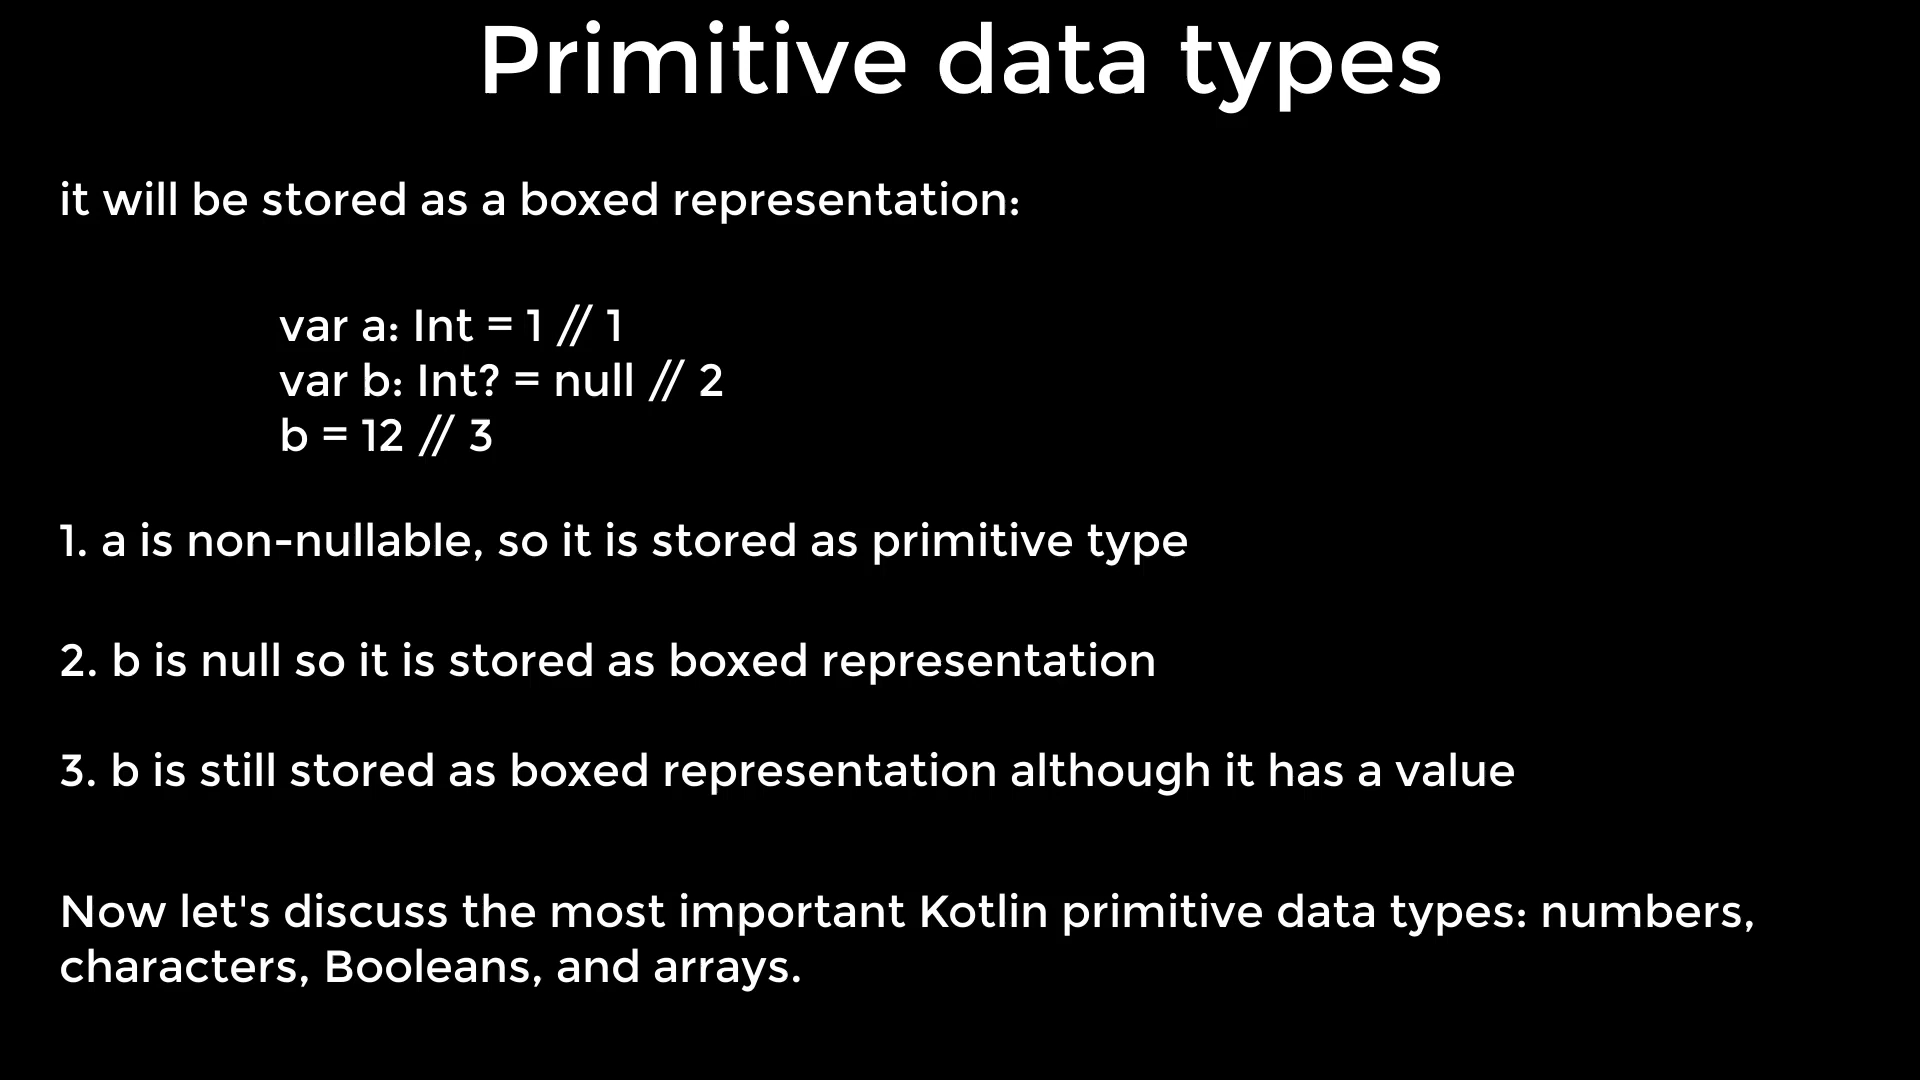 Primitive data types
it will be stored as a boxed representation:
var a: Int = 1 // 1
var b: Int? = null // 2
b = 12 // 3
1. a is non-nullable, so it is stored as primitive type
2. b is null so it is stored as boxed representation
3. b is still stored as boxed representation although it has a value
Now let's discuss the most important Kotlin primitive data types: numbers,
characters, Booleans, and arrays.